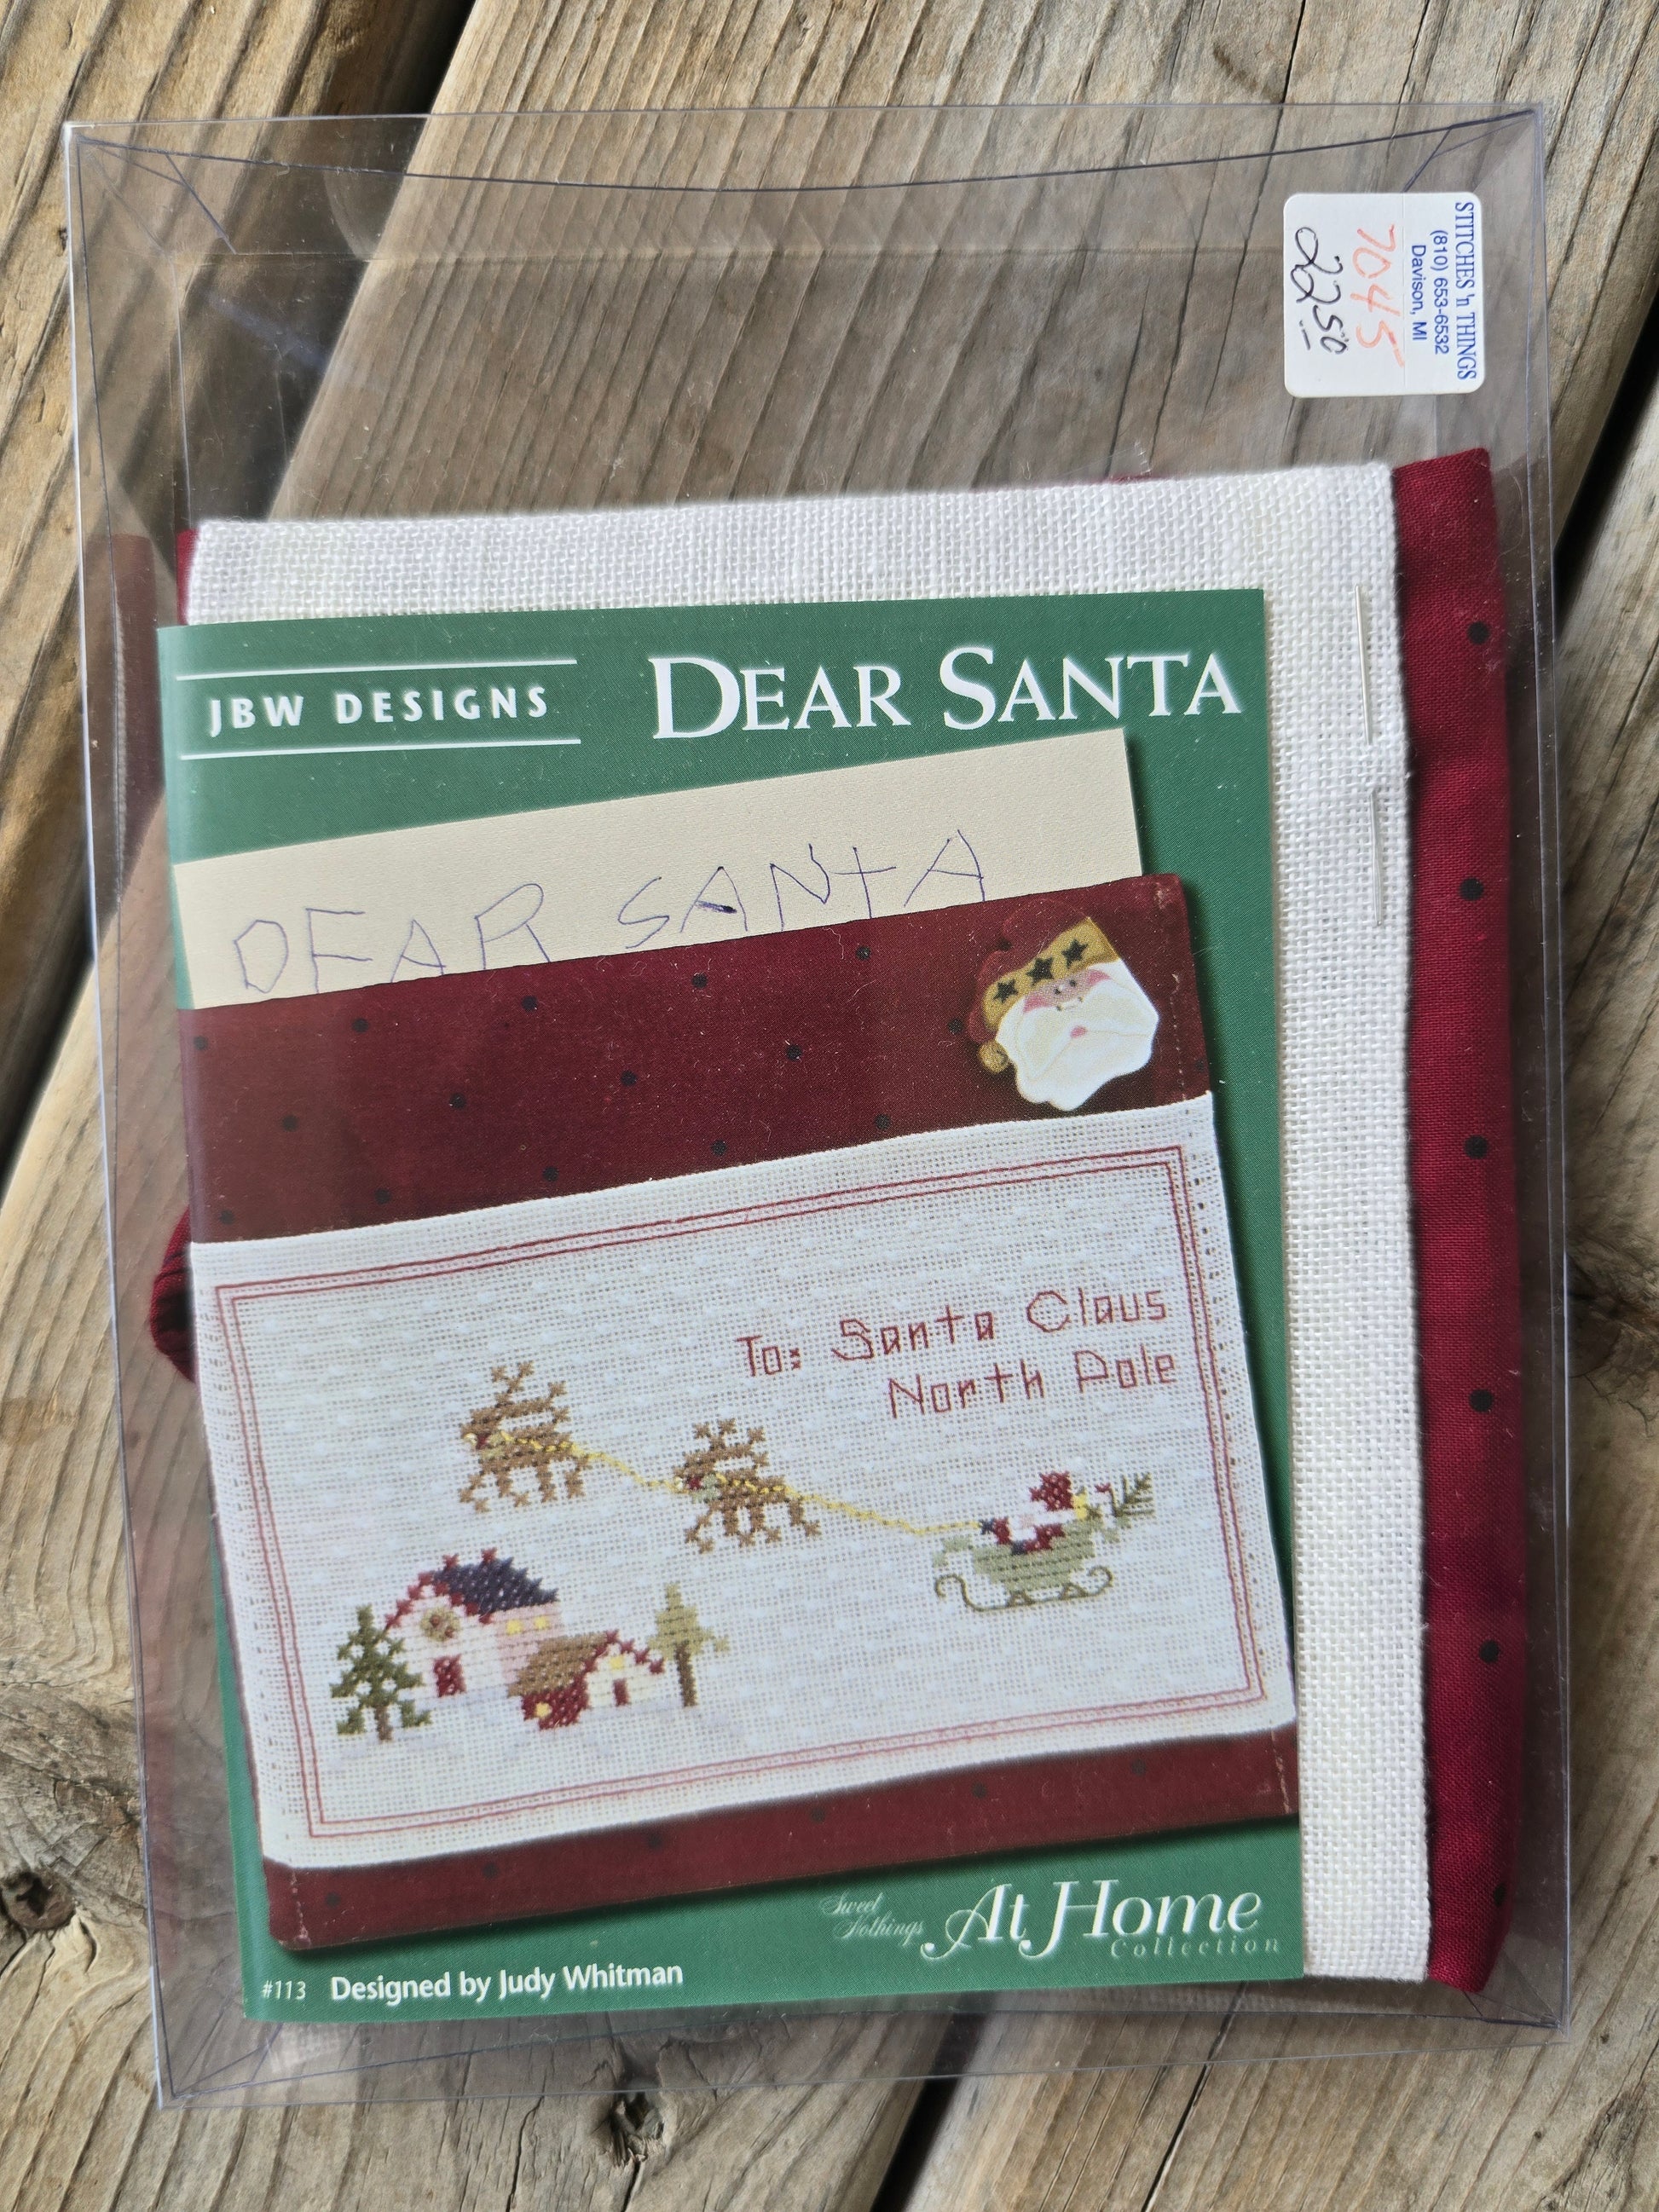 STITCHES 'n THINGS
(810) 653-6532
Davison, MI
7045
22.50
JBW DESIGNS
DEAR SANTA
DEAR SANTA
To: Santa Claus
North Pole
Sweet
Nothings
At Home
Collection
#113 Designed by Judy Whitman